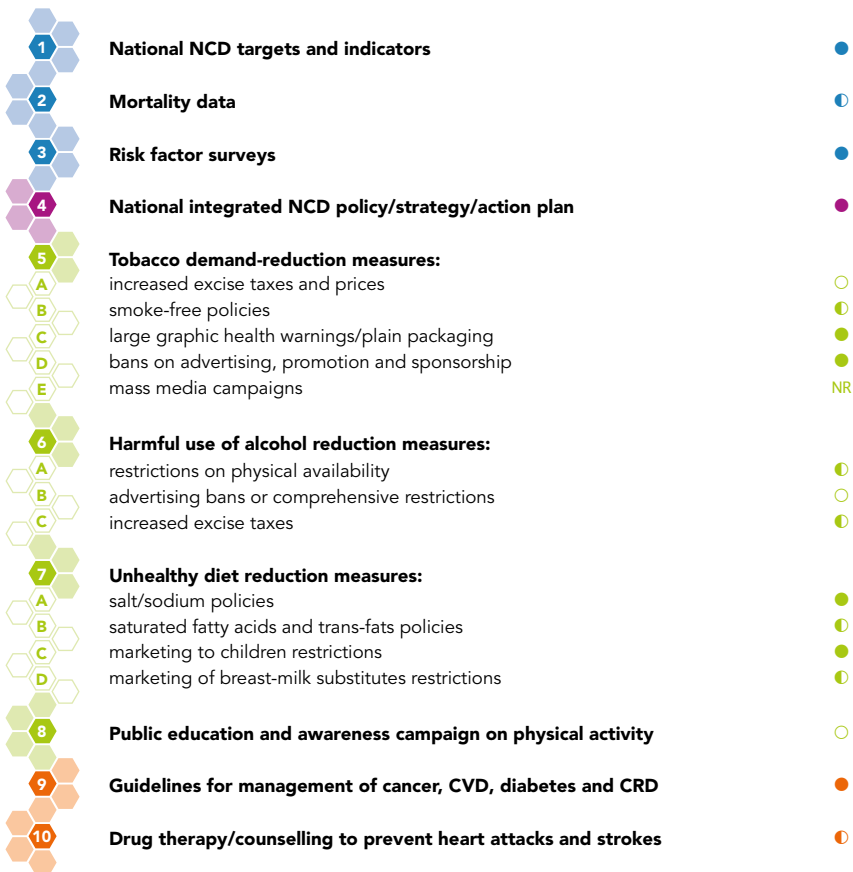 1 National NCD targets and indicators ●
2 Mortality data ◐
3 Risk factor surveys ●
4 National integrated NCD policy/strategy/action plan ●
5 Tobacco demand-reduction measures:
A increased excise taxes and prices ○
B smoke-free policies ◐
C large graphic health warnings/plain packaging ●
D bans on advertising, promotion and sponsorship ●
E mass media campaigns NR
6 Harmful use of alcohol reduction measures:
A restrictions on physical availability ◐
B advertising bans or comprehensive restrictions ○
C increased excise taxes ◐
7 Unhealthy diet reduction measures:
A salt/sodium policies ●
B saturated fatty acids and trans-fats policies ◐
C marketing to children restrictions ●
D marketing of breast-milk substitutes restrictions ◐
8 Public education and awareness campaign on physical activity ○
9 Guidelines for management of cancer, CVD, diabetes and CRD ●
10 Drug therapy/counselling to prevent heart attacks and strokes ◐